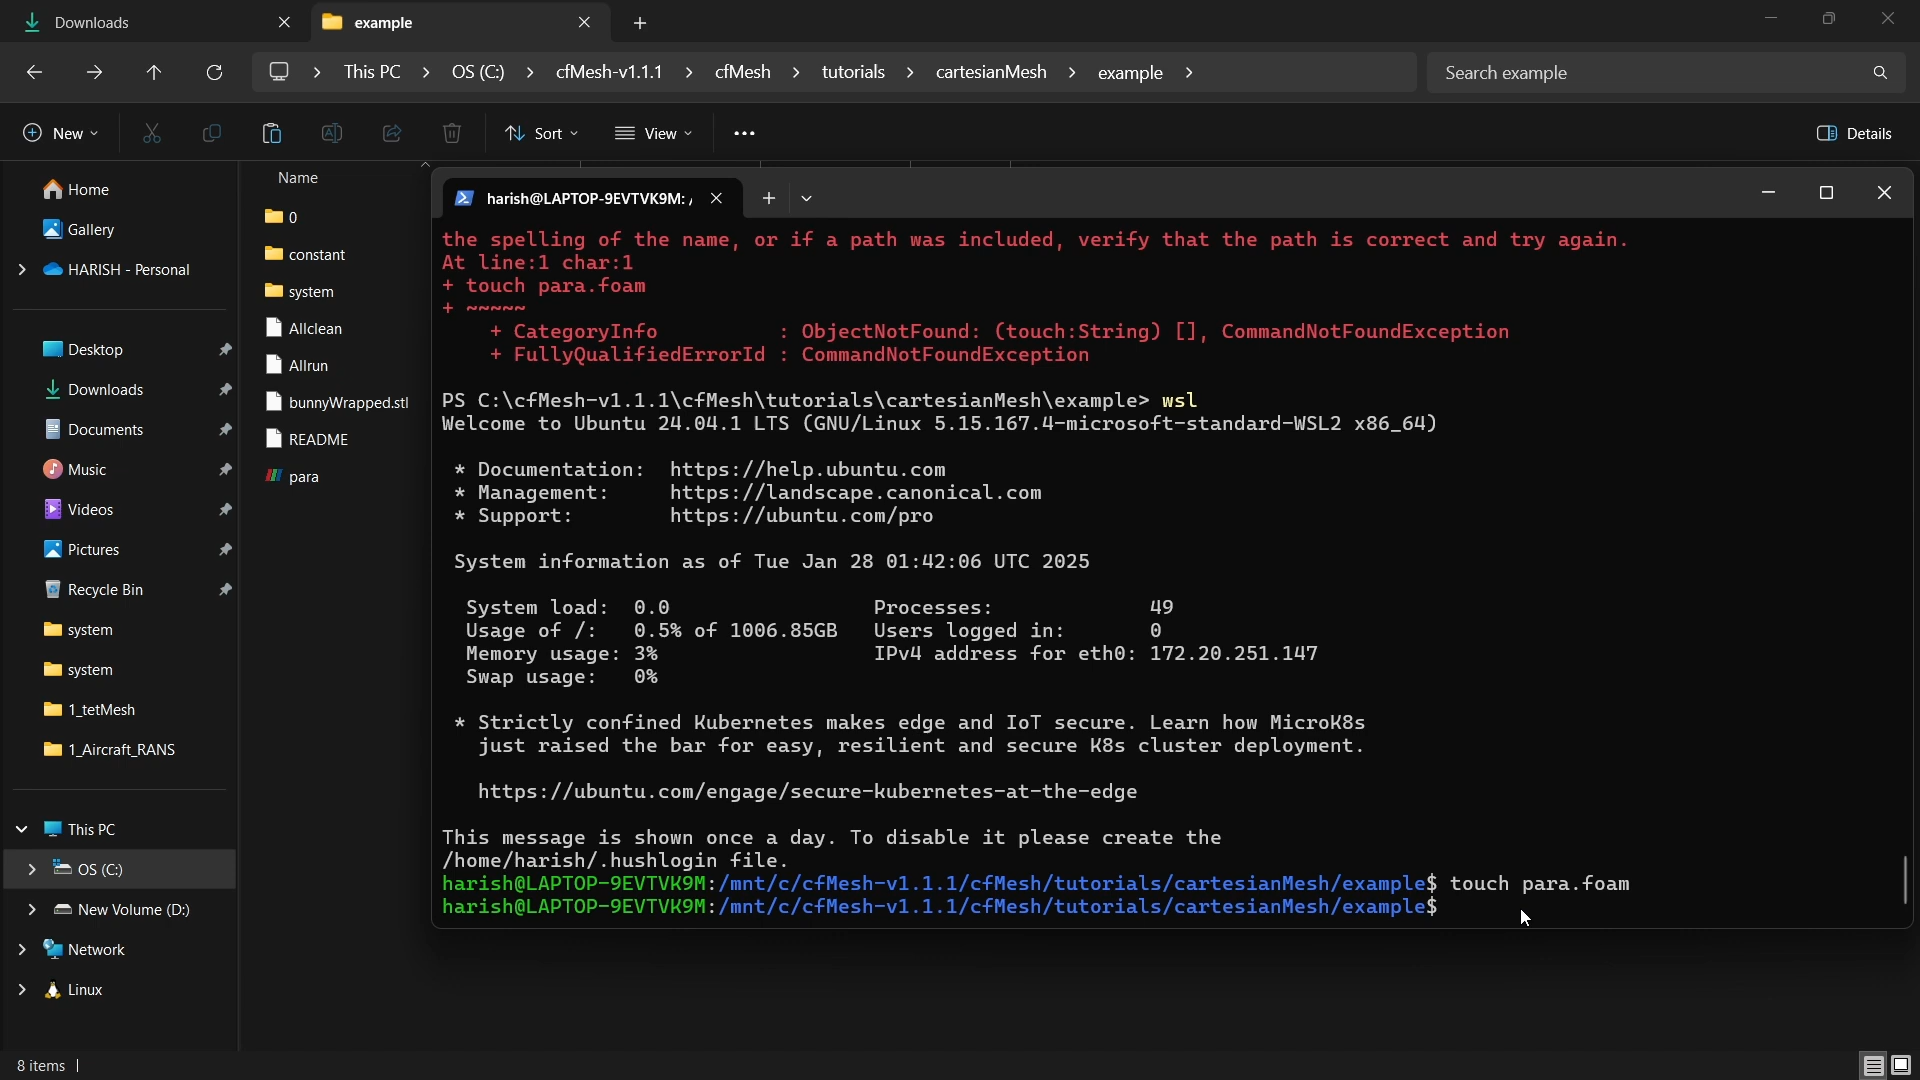 Downloads
example
This PC
OS (C:)
cfMesh-v1.1.1
cfMesh
tutorials
cartesianMesh
example
Search example
New
Sort
View
Details
Home
Gallery
HARISH - Personal
Desktop
Downloads
Documents
Music
Videos
Pictures
Recycle Bin
system
system
1_tetMesh
1_Aircraft_RANS
This PC
OS (C:)
New Volume (D:)
Network
Linux
Name
0
constant
system
Allclean
Allrun
bunnyWrapped.stl
README
para
harish@LAPTOP-9EVTVK9M: /
the spelling of the name, or if a path was included, verify that the path is correct and try again.
At line:1 char:1
+ touch para.foam
+ ~~~~~
+ CategoryInfo : ObjectNotFound: (touch:String) [], CommandNotFoundException
+ FullyQualifiedErrorId : CommandNotFoundException
PS C:\cfMesh-v1.1.1\cfMesh\tutorials\cartesianMesh\example> wsl
Welcome to Ubuntu 24.04.1 LTS (GNU/Linux 5.15.167.4-microsoft-standard-WSL2 x86_64)
* Documentation: https://help.ubuntu.com
* Management: https://landscape.canonical.com
* Support: https://ubuntu.com/pro
System information as of Tue Jan 28 01:42:06 UTC 2025
System load: 0.0 Processes: 49
Usage of /: 0.5% of 1006.85GB Users logged in: 0
Memory usage: 3% IPv4 address for eth0: 172.20.251.147
Swap usage: 0%
* Strictly confined Kubernetes makes edge and IoT secure. Learn how MicroK8s
just raised the bar for easy, resilient and secure K8s cluster deployment.
https://ubuntu.com/engage/secure-kubernetes-at-the-edge
This message is shown once a day. To disable it please create the
/home/harish/.hushlogin file.
harish@LAPTOP-9EVTVK9M:/mnt/c/cfMesh-v1.1.1/cfMesh/tutorials/cartesianMesh/example$ touch para.foam
harish@LAPTOP-9EVTVK9M:/mnt/c/cfMesh-v1.1.1/cfMesh/tutorials/cartesianMesh/example$
8 items